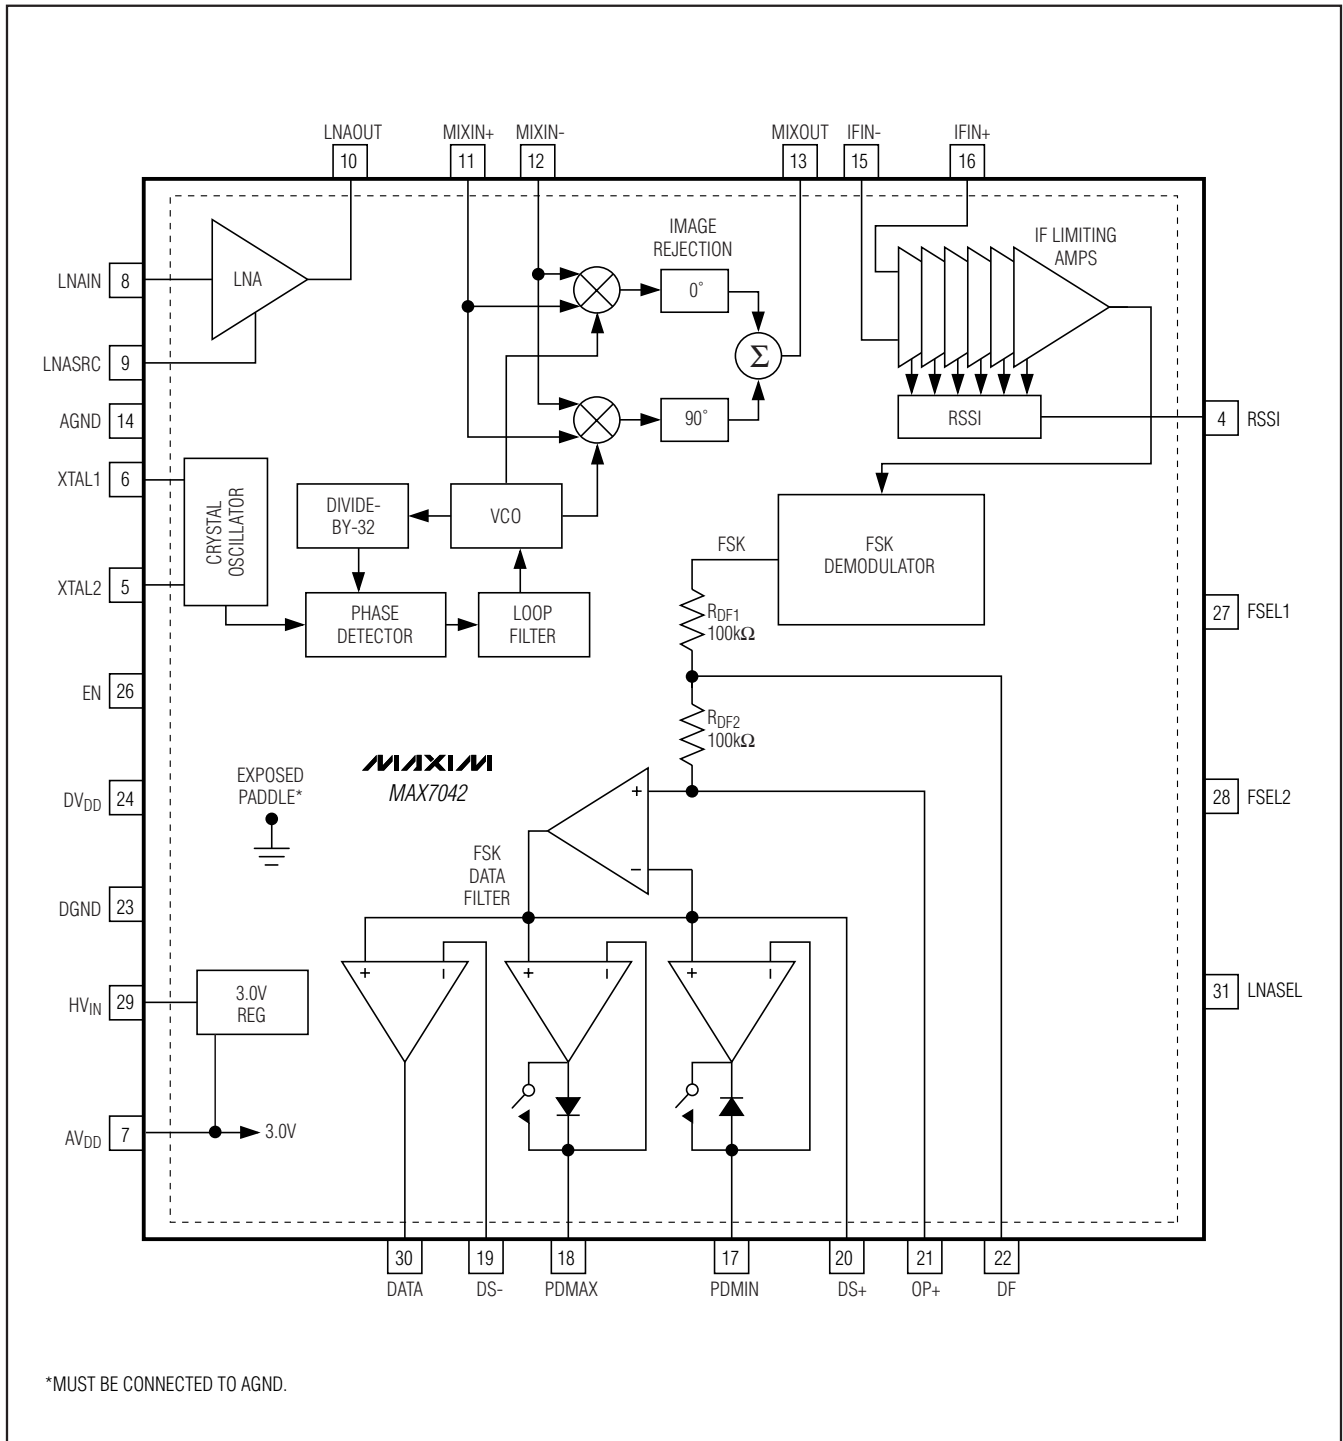 LNAOUT
MIXIN+
MIXIN-
MIXOUT
IFIN-
IFIN+
10
11
12
13
15
16
IMAGE
REJECTION
IF LIMITING
AMPS
LNAIN
8
LNA
0°
LNASRC
9
Σ
AGND
14
90°
RSSI
4
RSSI
XTAL1
6
CRYSTAL
OSCILLATOR
DIVIDE-
BY-32
VCO
FSK
FSK
DEMODULATOR
XTAL2
5
PHASE
DETECTOR
LOOP
FILTER
RDF1
100kΩ
27
FSEL1
EN
26
RDF2
100kΩ
MAXIM
MAX7042
EXPOSED
PADDLE*
DVDD
24
+
28
FSEL2
FSK
DATA
FILTER
−
DGND
23
+
−
+
−
+
−
HVIN
29
3.0V
REG
31
LNASEL
AVDD
7
3.0V
30
19
18
17
20
21
22
DATA
DS-
PDMAX
PDMIN
DS+
OP+
DF
*MUST BE CONNECTED TO AGND.